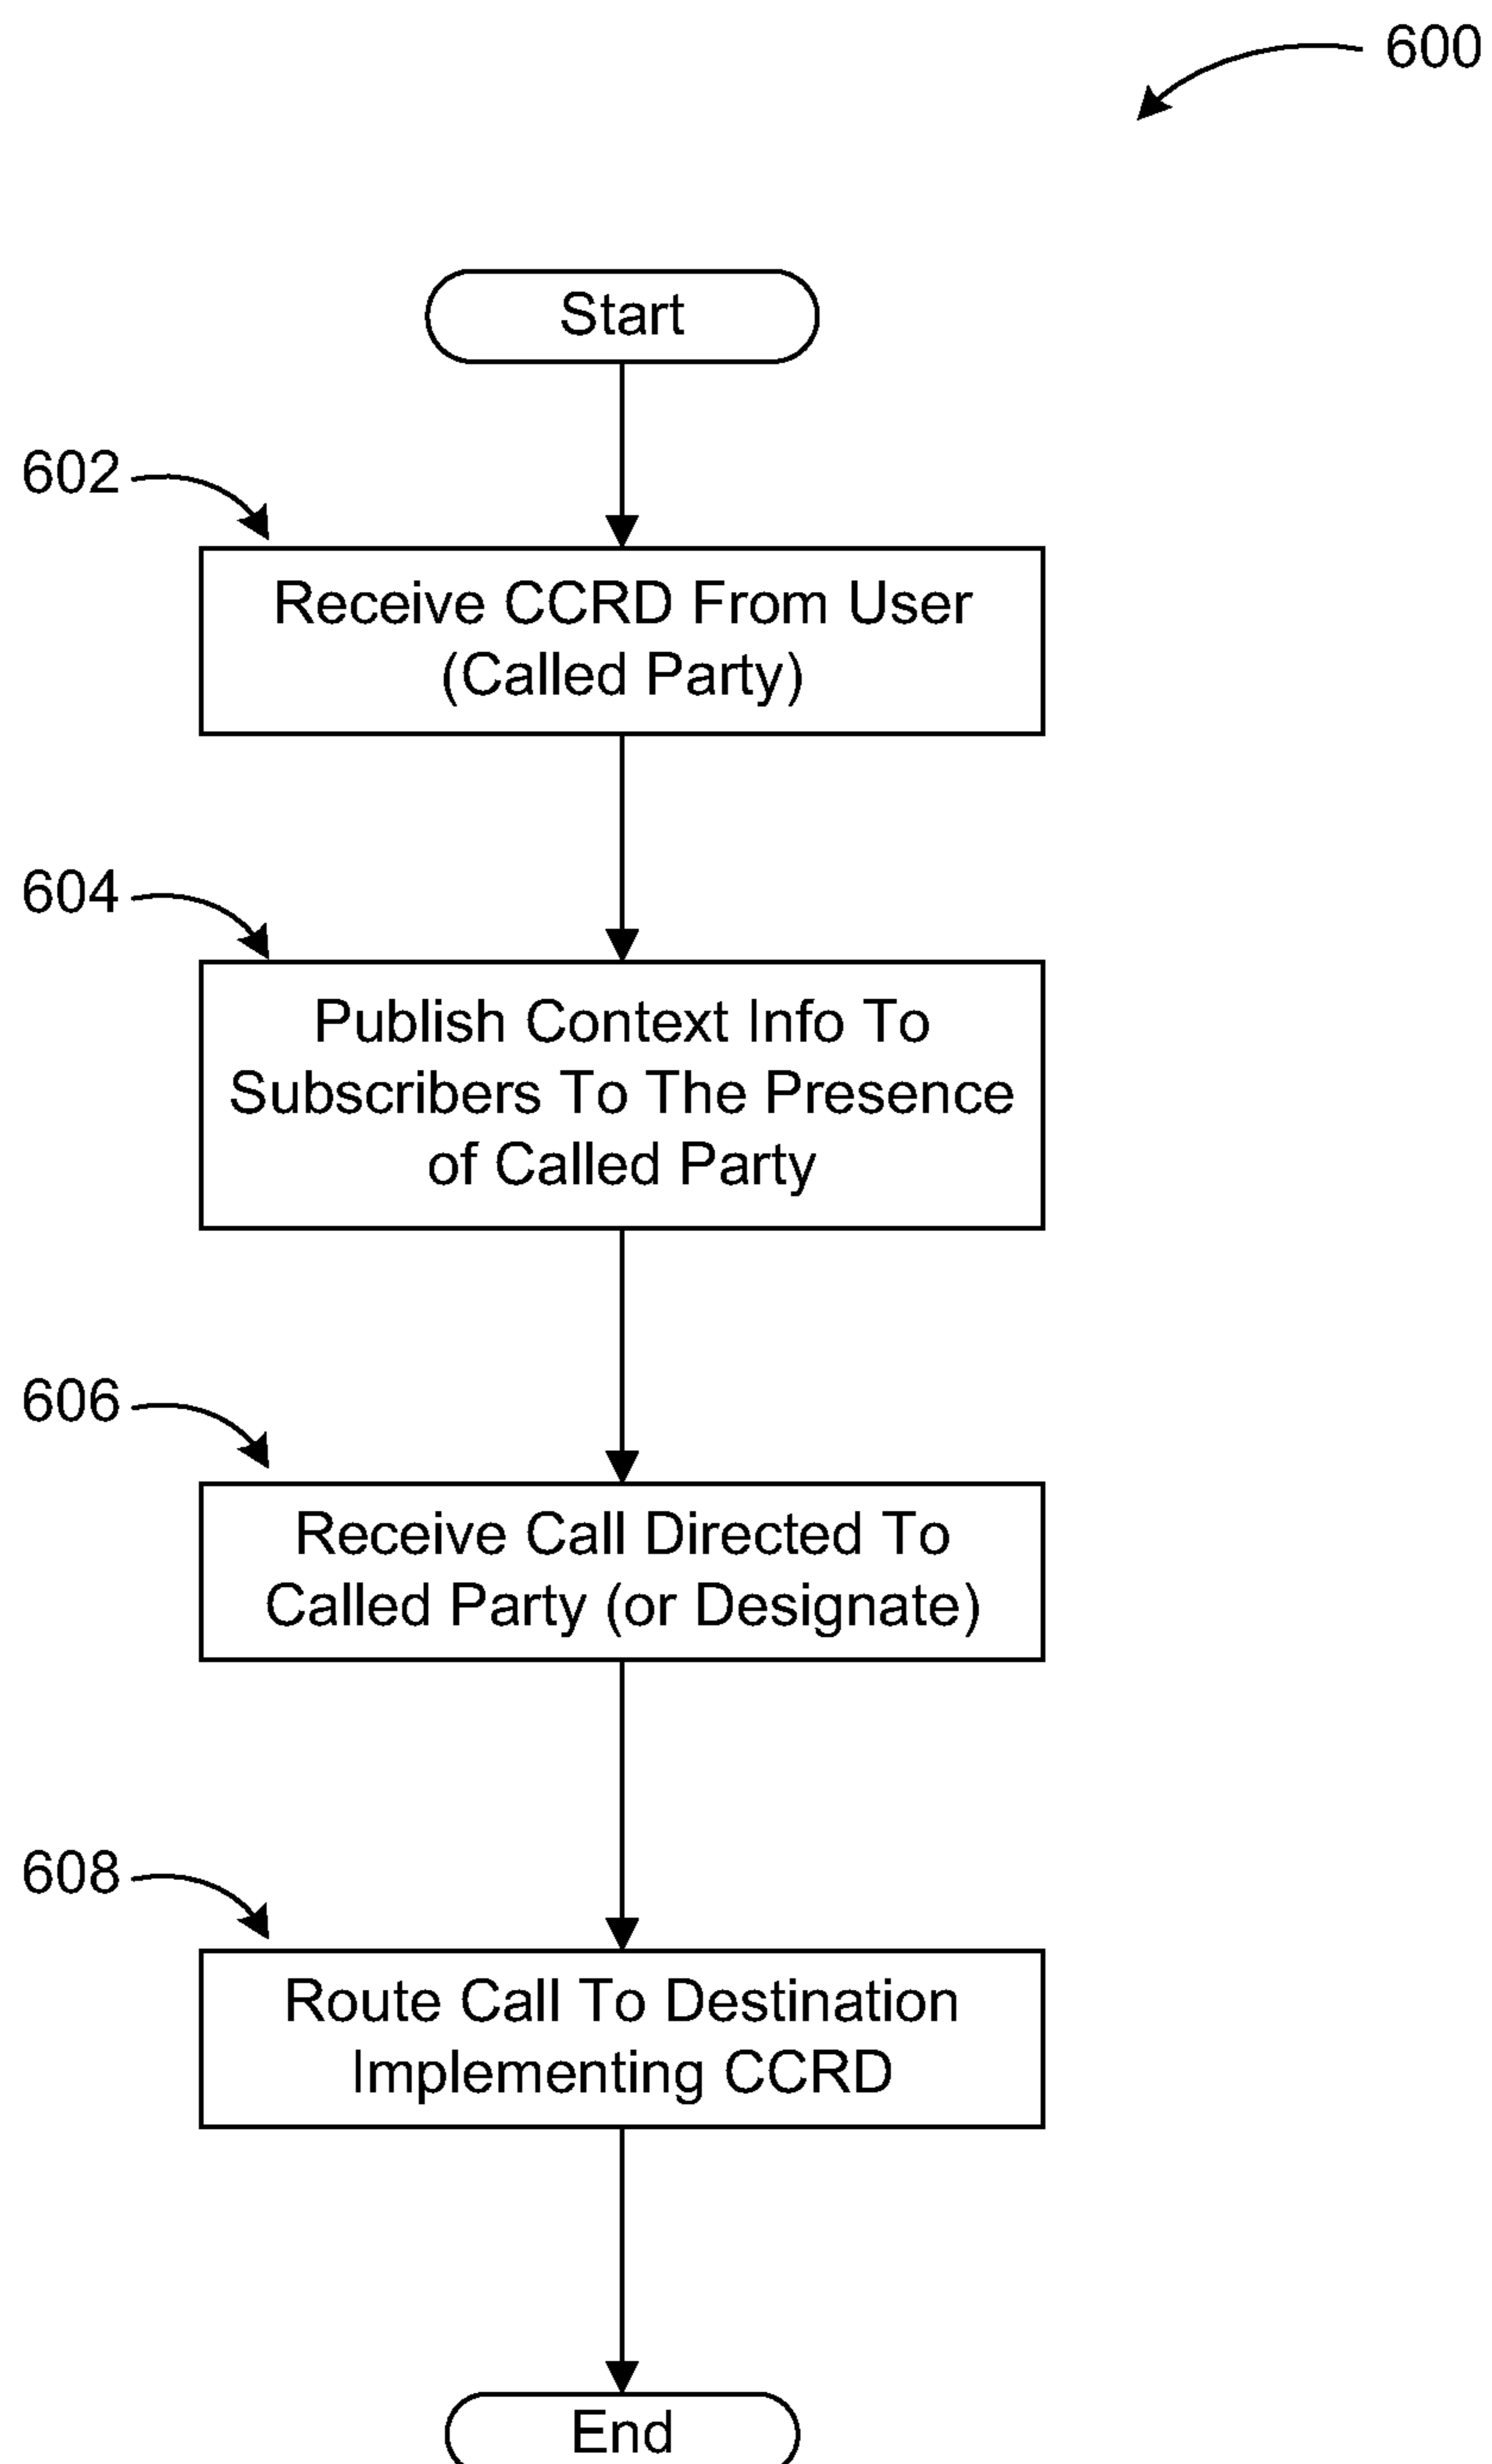 600
Start
602
Receive CCRD From User
(Called Party)
604
Publish Context Info To
Subscribers To The Presence
of Called Party
606
Receive Call Directed To
Called Party (or Designate)
608
Route Call To Destination
Implementing CCRD
End